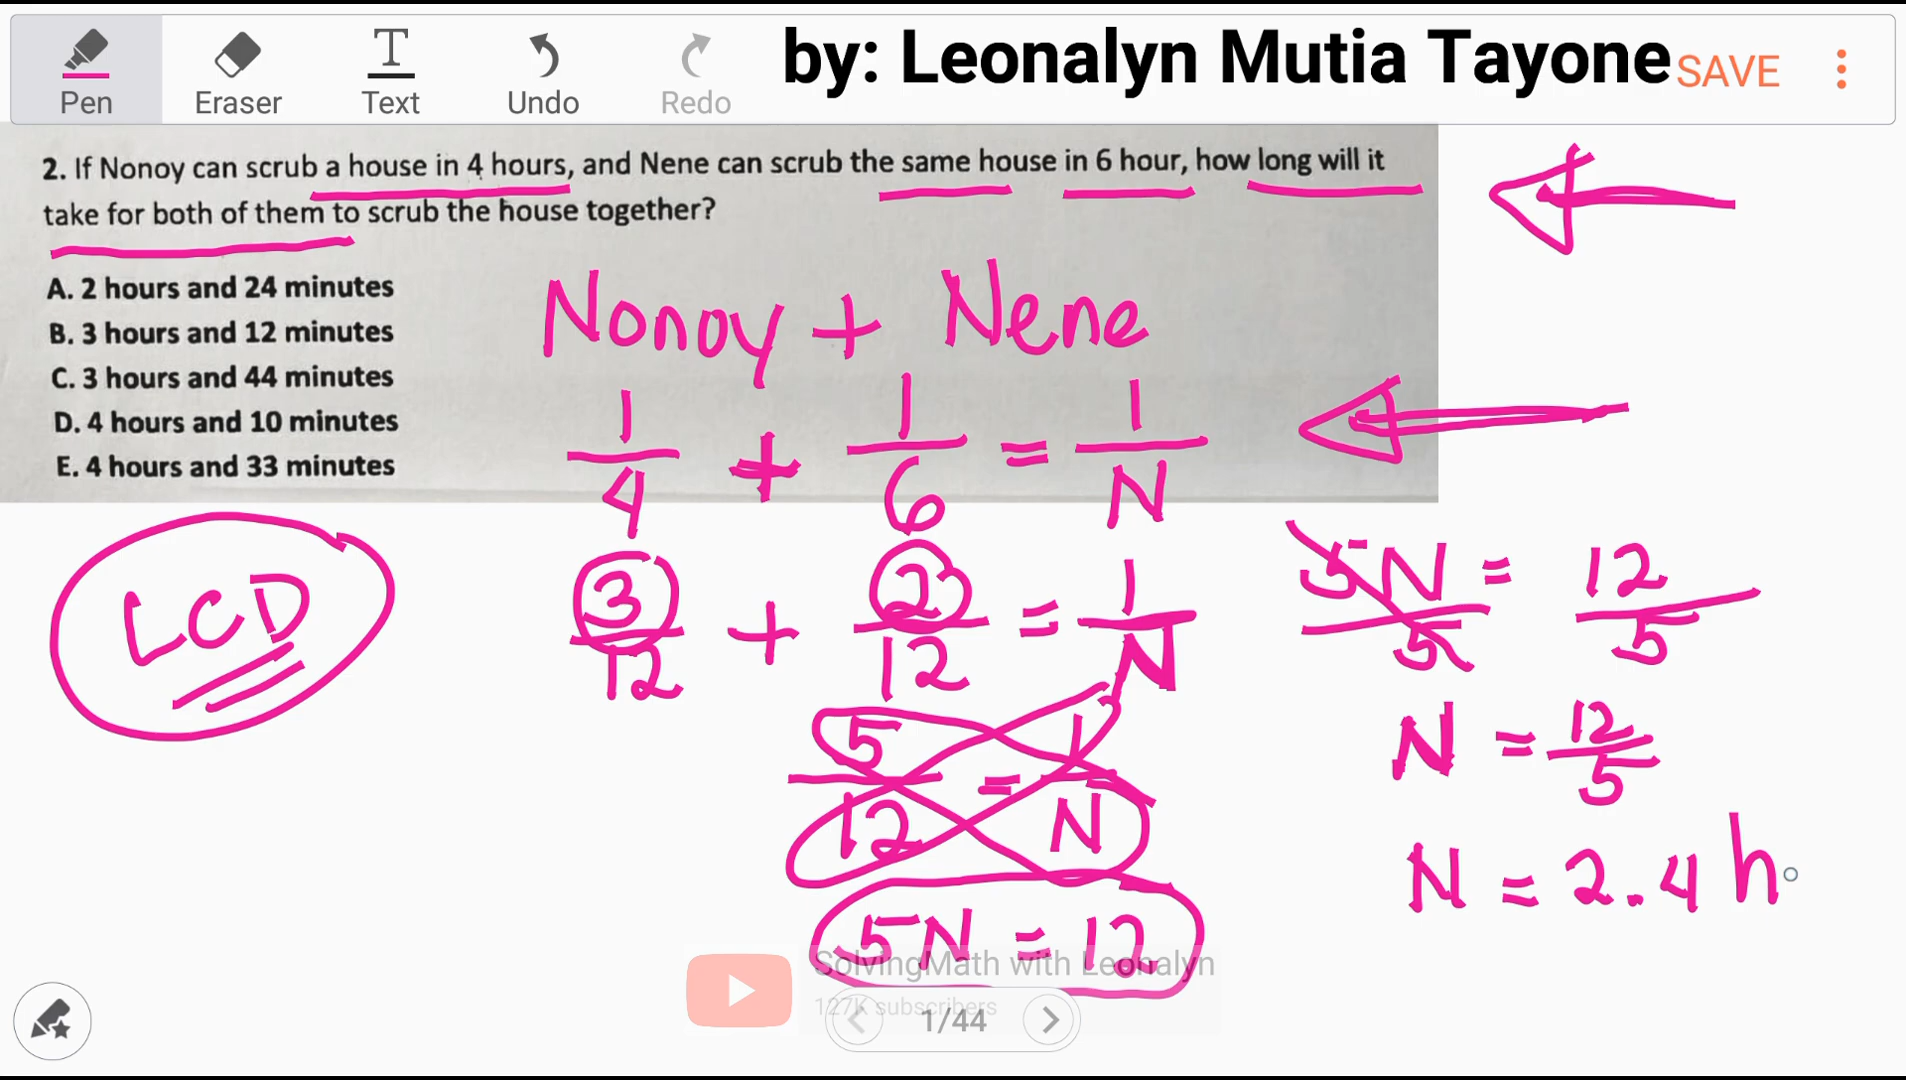 by: Leonalyn Mutia Tayone
SAVE
Pen
Eraser
T
Text
Undo
Redo
2. If Nonoy can scrub a house in 4 hours, and Nene can scrub the same house in 6 hour, how long will it
take for both of them to scrub the house together?
A. 2 hours and 24 minutes
B. 3 hours and 12 minutes
C. 3 hours and 44 minutes
D. 4 hours and 10 minutes
E. 4 hours and 33 minutes
Nonoy + Nene
1/4 + 1/6 = 1/N
LCD
3/12 + 2/12 = 1/N
5/12 = 1/N
5N = 12
5N/5 = 12/5
N = 12/5
N = 2.4 h
SolvingMath with Leonalyn
127K subscribers
1/44